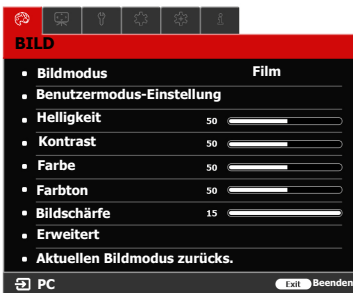 BILD
Bildmodus Film
Benutzermodus-Einstellung
Helligkeit 50
Kontrast 50
Farbe 50
Farbton 50
Bildschärfe 15
Erweitert
Aktuellen Bildmodus zurücks.
PC Exit Beenden